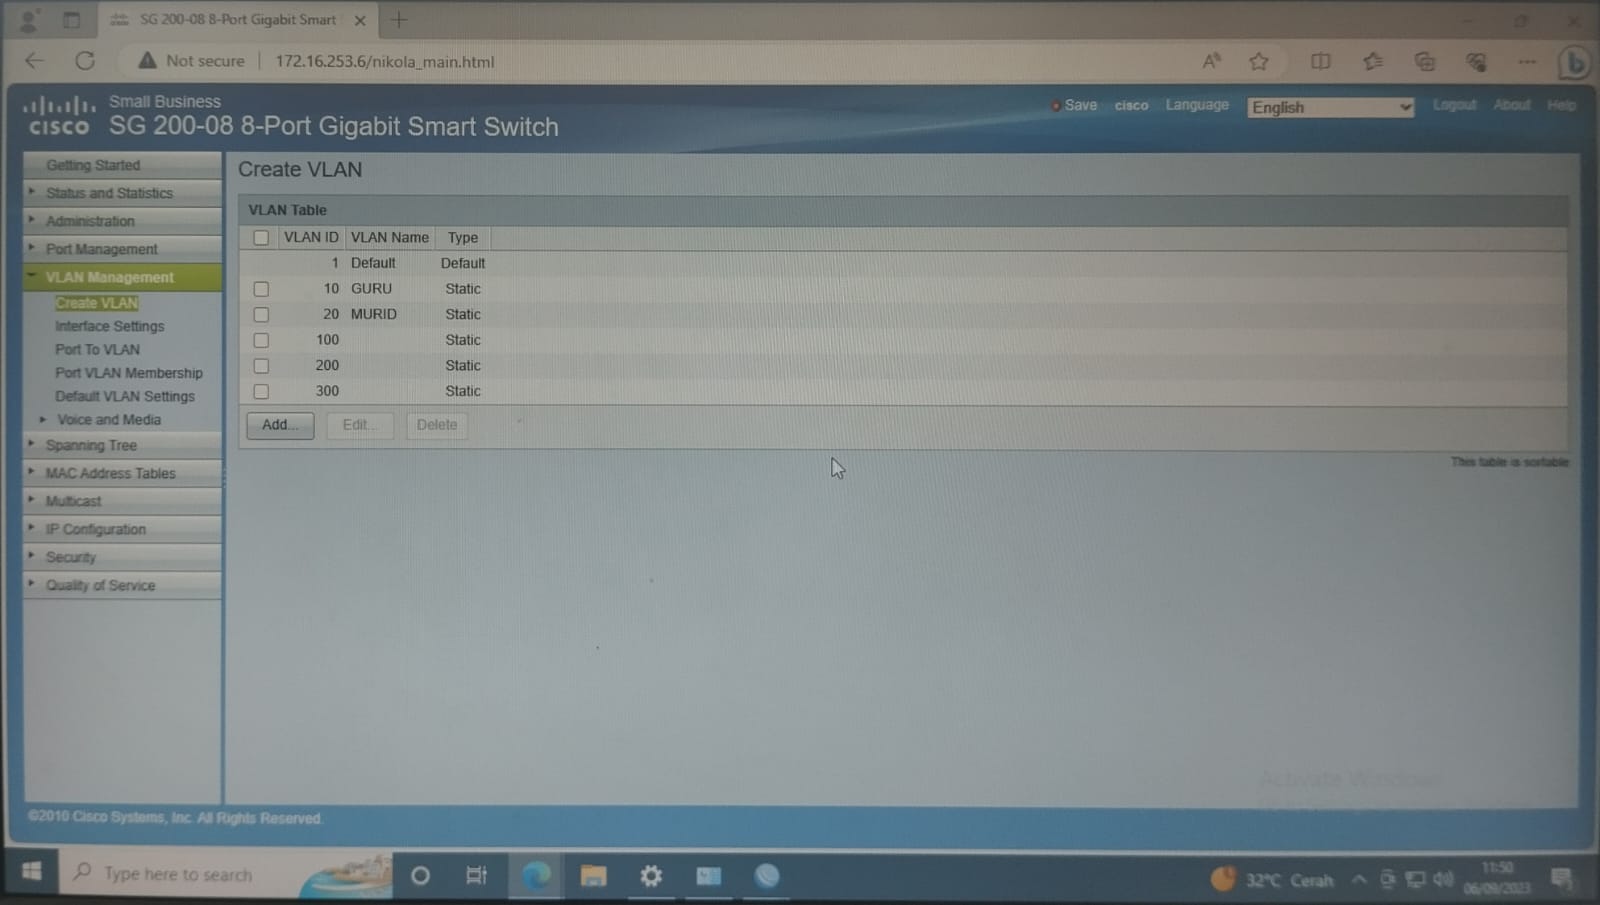 SG 200-08 8-Port Gigabit Smart
Not secure
172.16.253.6/nikola_main.html
Small Business
CISCO
SG 200-08 8-Port Gigabit Smart Switch
Save
cisco
Language
English
Logout
About
Help
Getting Started
Status and Statistics
Administration
Port Management
VLAN Management
Create VLAN
Interface Settings
Port To VLAN
Port VLAN Membership
Default VLAN Settings
Voice and Media
Spanning Tree
MAC Address Tables
Multicast
IP Configuration
Security
Quality of Service
Create VLAN
VLAN Table
VLAN ID VLAN Name Type
1 Default Default
10 GURU Static
20 MURID Static
100 Static
200 Static
300 Static
Add... Edit... Delete
This table is sortable
Activate Windows
©2010 Cisco Systems, Inc. All Rights Reserved.
Type here to search
32°C Cerah
11:50
06/09/2023